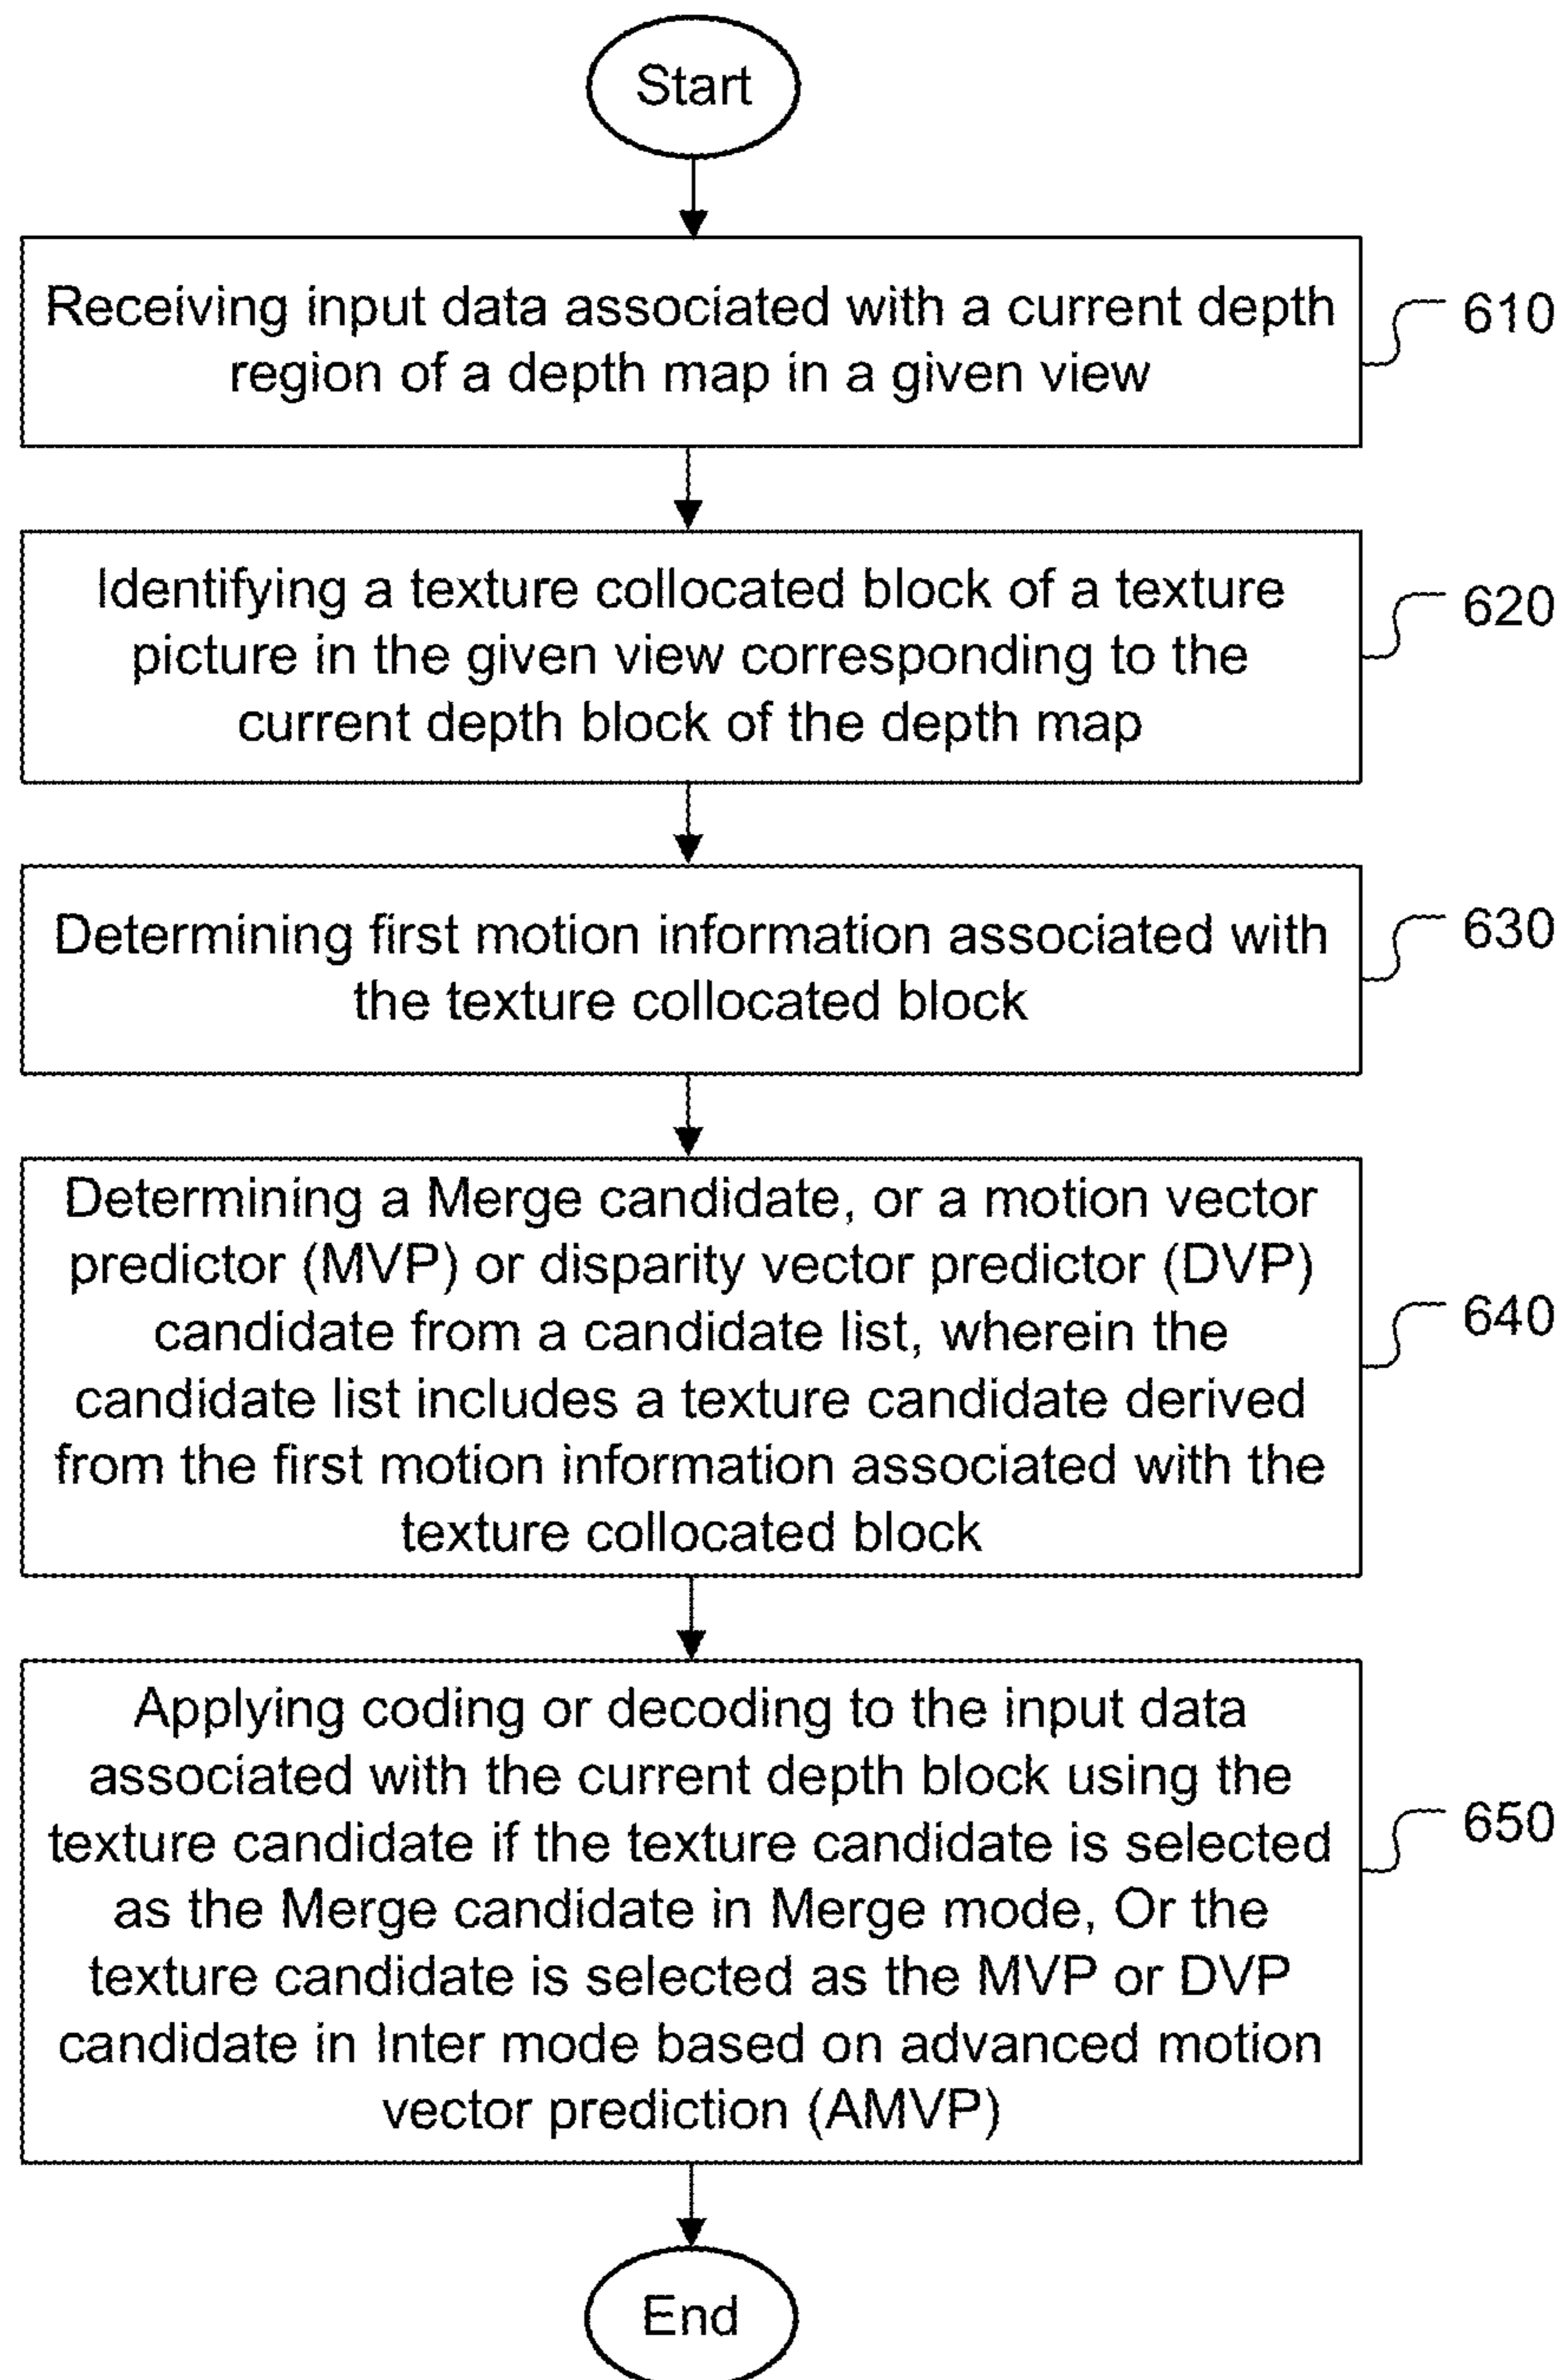 Start
Receiving input data associated with a current depth
region of a depth map in a given view
610
Identifying a texture collocated block of a texture
picture in the given view corresponding to the
current depth block of the depth map
620
Determining first motion information associated with
the texture collocated block
630
Determining a Merge candidate, or a motion vector
predictor (MVP) or disparity vector predictor (DVP)
candidate from a candidate list, wherein the
candidate list includes a texture candidate derived
from the first motion information associated with the
texture collocated block
640
Applying coding or decoding to the input data
associated with the current depth block using the
texture candidate if the texture candidate is selected
as the Merge candidate in Merge mode, Or the
texture candidate is selected as the MVP or DVP
candidate in Inter mode based on advanced motion
vector prediction (AMVP)
650
End